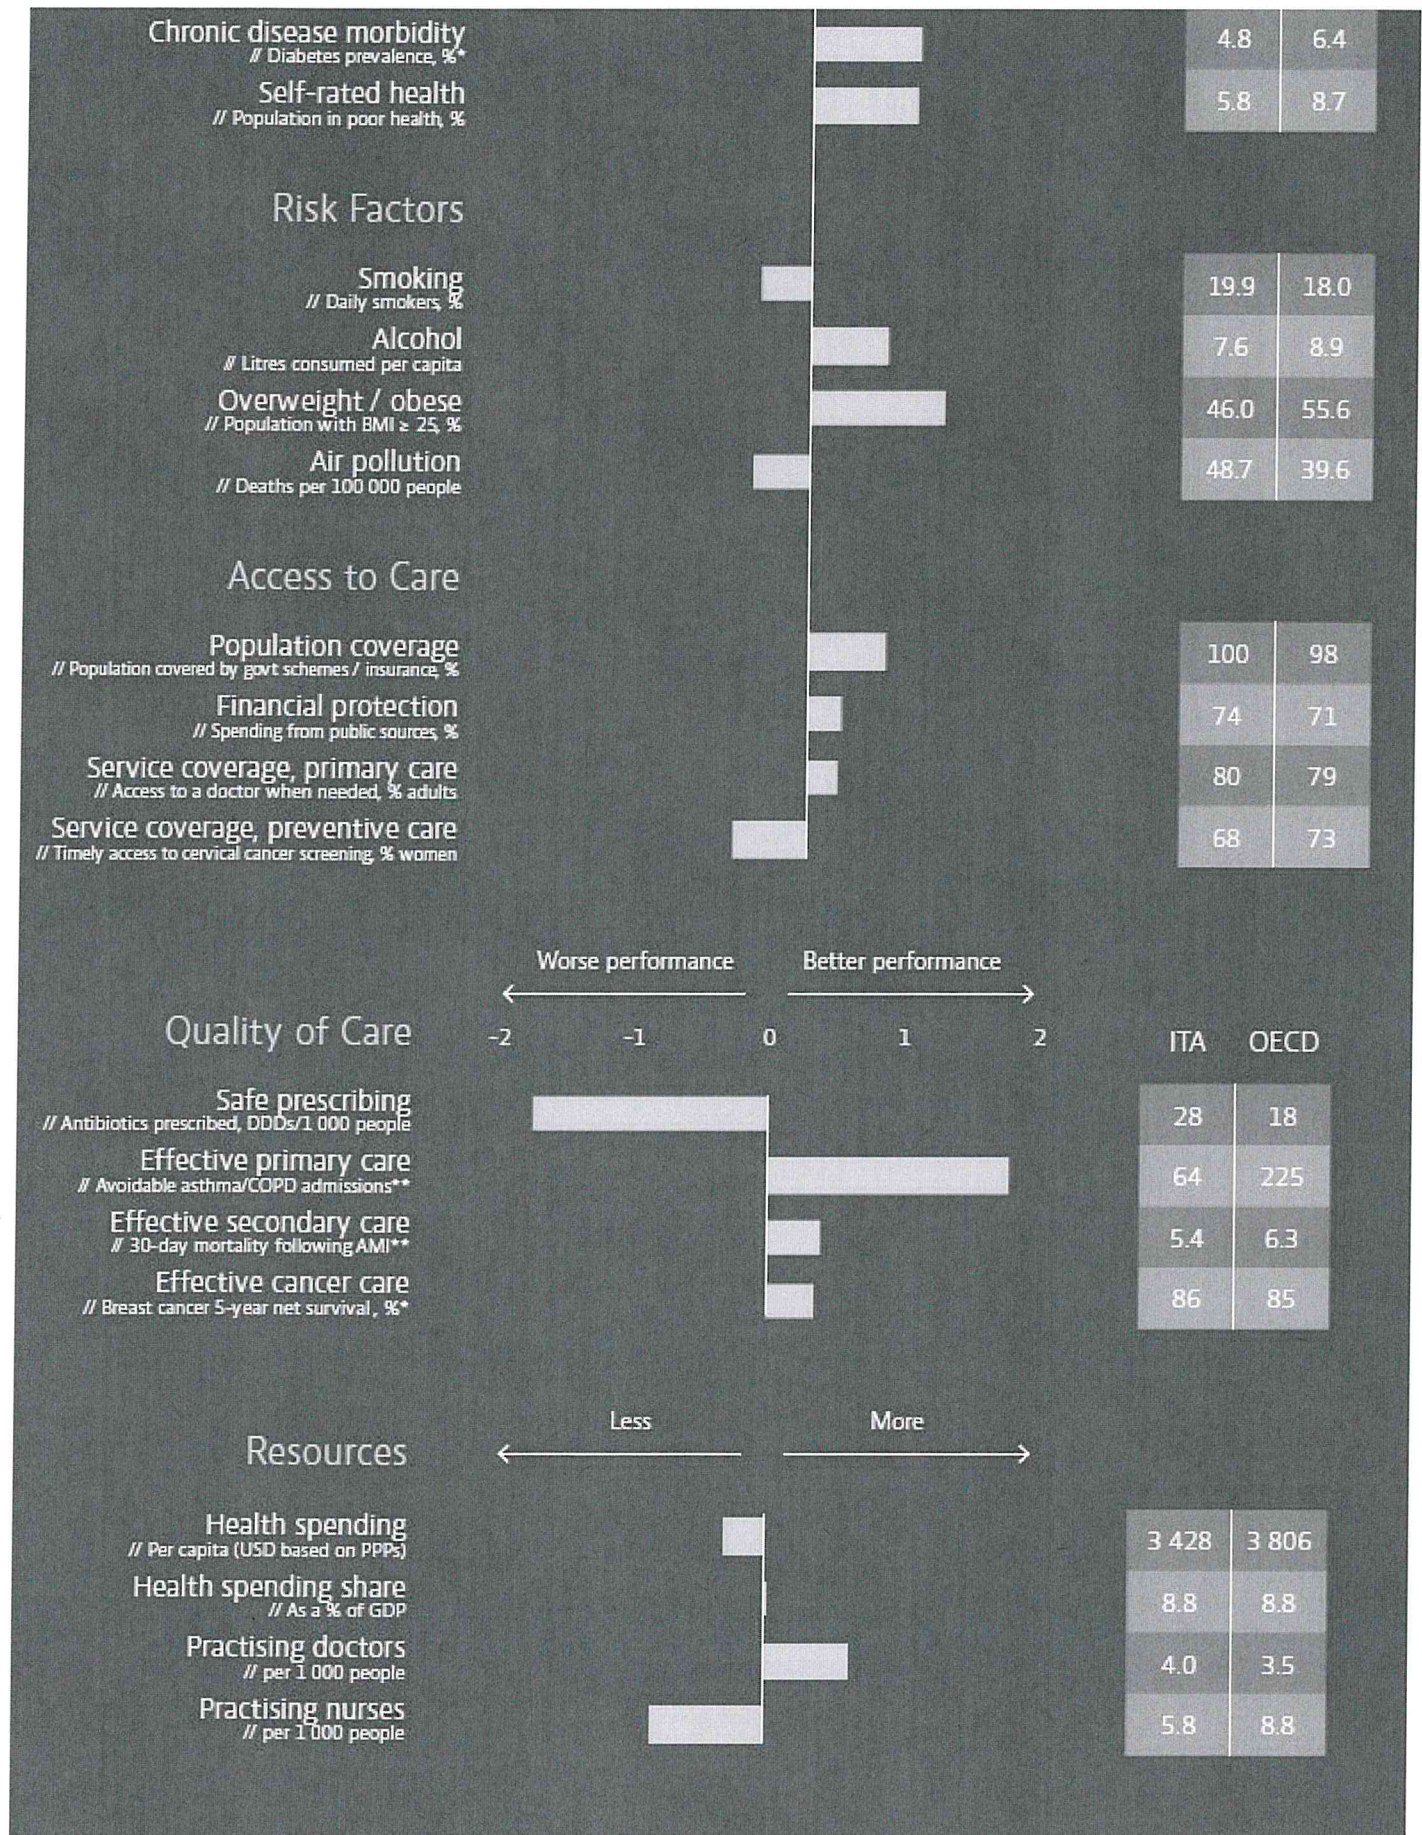 Chronic disease morbidity 4.8 6.4
// Diabetes prevalence, %*
Self-rated health 5.8 8.7
// Population in poor health, %
Risk Factors
Smoking 19.9 18.0
// Daily smokers, %
Alcohol 7.6 8.9
// Litres consumed per capita
Overweight / obese 46.0 55.6
// Population with BMI ≥ 25, %
Air pollution 48.7 39.6
// Deaths per 100 000 people
Access to Care
Population coverage 100 98
// Population covered by govt schemes / insurance, %
Financial protection 74 71
// Spending from public sources, %
Service coverage, primary care 80 79
// Access to a doctor when needed, % adults
Service coverage, preventive care 68 73
// Timely access to cervical cancer screening, % women
Worse performance Better performance
Quality of Care -2 -1 0 1 2 ITA OECD
Safe prescribing 28 18
// Antibiotics prescribed, DDDs/1 000 people
Effective primary care 64 225
// Avoidable asthma/COPD admissions**
Effective secondary care 5.4 6.3
// 30-day mortality following AMI**
Effective cancer care 86 85
// Breast cancer 5-year net survival, %*
Less More
Resources
Health spending 3 428 3 806
// Per capita (USD based on PPPs)
Health spending share 8.8 8.8
// As a % of GDP
Practising doctors 4.0 3.5
// per 1 000 people
Practising nurses 5.8 8.8
// per 1 000 people